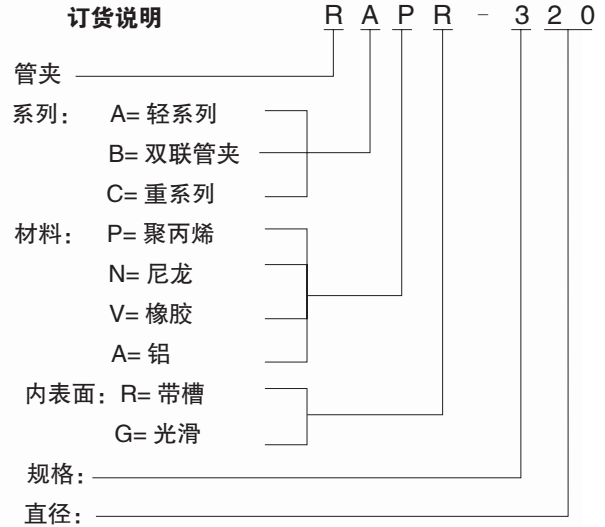 订货说明 R A P R - 3 2 0
管夹
系列: A= 轻系列
B= 双联管夹
C= 重系列
材料: P= 聚丙烯
N= 尼龙
V= 橡胶
A= 铝
内表面: R= 带槽
G= 光滑
规格:
直径: